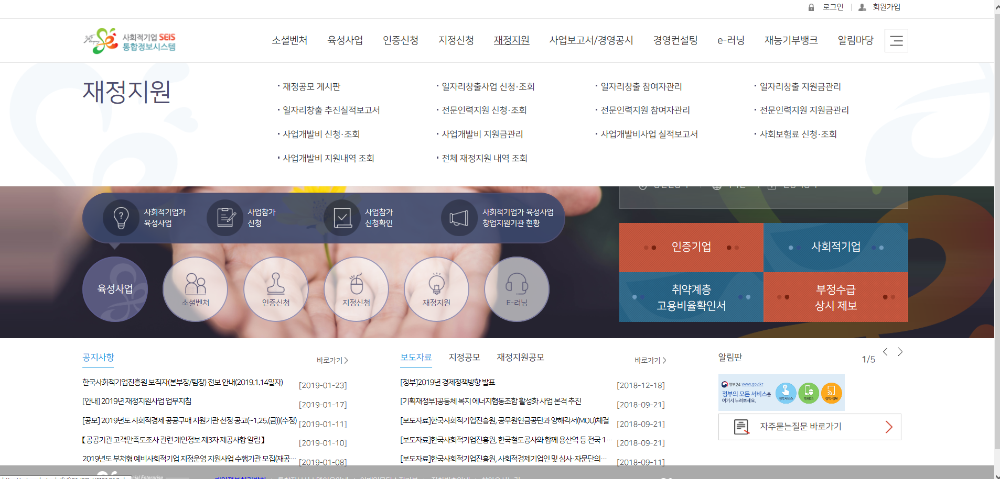 로그인
회원가입
사회적기업 SEIS
통합정보시스템
소셜벤처
육성사업
인증신청
지정신청
재정지원
사업보고서/경영공시
경영컨설팅
e-러닝
재능기부뱅크
알림마당
재정지원
· 재정공모 게시판
· 일자리창출사업 신청·조회
· 일자리창출 참여자관리
· 일자리창출 지원금관리
· 일자리창출 추진실적보고서
· 전문인력지원 신청·조회
· 전문인력지원 참여자관리
· 전문인력지원 지원금관리
· 사업개발비 신청·조회
· 사업개발비 지원금관리
· 사업개발비사업 실적보고서
· 사회보험료 신청·조회
· 사업개발비 지원내역 조회
· 전체 재정지원 내역 조회
사회적기업가
육성사업
사업참가
신청
사업참가
신청확인
사회적기업가 육성사업
창업지원기관 현황
육성사업
소셜벤처
인증신청
지정신청
재정지원
E-러닝
인증기업
사회적기업
취약계층
고용비율확인서
부정수급
상시 제보
공지사항
바로가기
한국사회적기업진흥원 보직자(본부장/팀장) 전보 안내(2019.1.14일자)
[2019-01-23]
[안내] 2019년 재정지원사업 업무지침
[2019-01-17]
[공모] 2019년도 사회적경제 공공구매 지원기관 선정 공고(~1.25.(금))(수정)
[2019-01-11]
【공공기관 고객만족도조사 관련 개인정보 제3자 제공사항 알림】
[2019-01-10]
2019년도 부처형 예비사회적기업 지정운영 지원사업 수행기관 모집(재공…
[2019-01-08]
보도자료
지정공모
재정지원공모
바로가기
[정부]2019년 경제정책방향 발표
[2018-12-18]
[기획재정부]공동체 복지 에너지협동조합 활성화 사업 본격 추진
[2018-09-21]
[보도자료]한국사회적기업진흥원, 공무원연금공단과 양해각서(MOU)체결
[2018-09-21]
[보도자료]한국사회적기업진흥원, 한국철도공사와 함께 용산역 등 전국 1…
[2018-09-21]
[보도자료]한국사회적기업진흥원, 사회적경제기업인 및 심사·자문단의…
[2018-09-11]
알림판
1/5
정부24 www.gov.kr
정부의 모든 서비스를
여기서 누려보세요.
정부서비스
민원24
정책·정보
자주묻는질문 바로가기